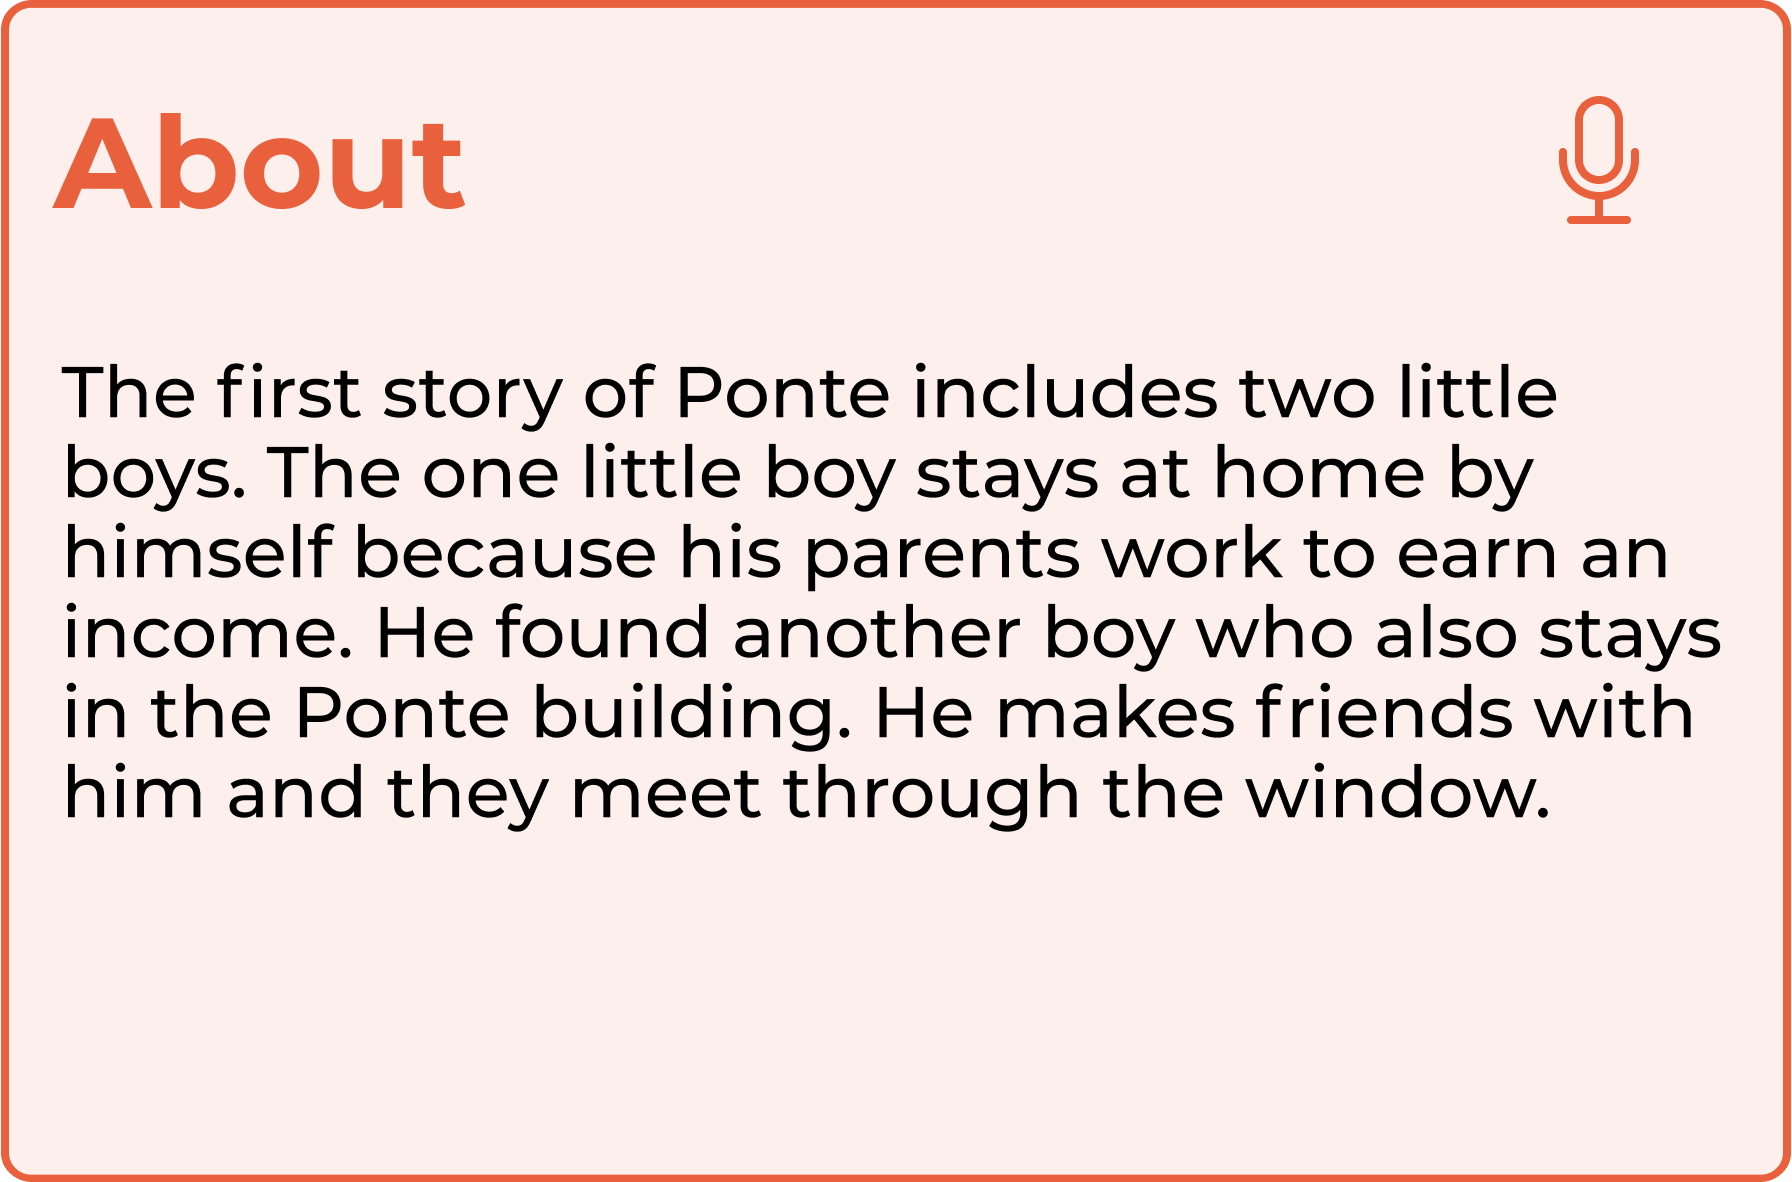 About
The first story of Ponte includes two little
boys. The one little boy stays at home by
himself because his parents work to earn an
income. He found another boy who also stays
in the Ponte building. He makes friends with
him and they meet through the window.